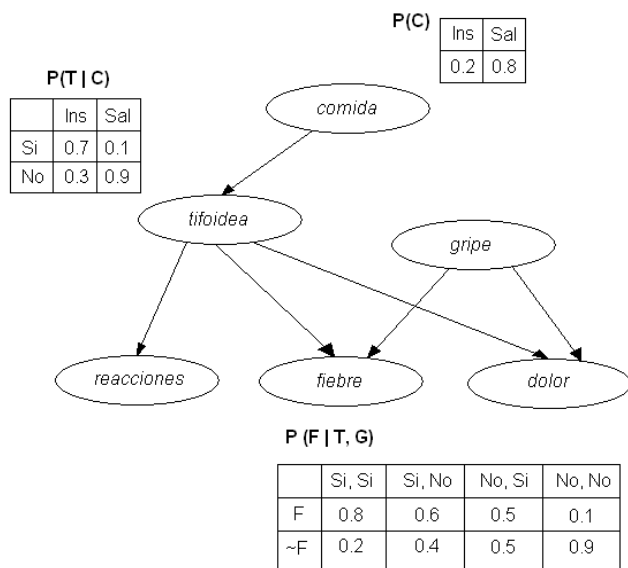 P(C)
Ins Sal
0.2 0.8
P(T | C)
Ins Sal
Si 0.7 0.1
No 0.3 0.9
comida
tifoidea
gripe
reacciones
fiebre
dolor
P (F | T, G)
Si, Si Si, No No, Si No, No
F 0.8 0.6 0.5 0.1
~F 0.2 0.4 0.5 0.9